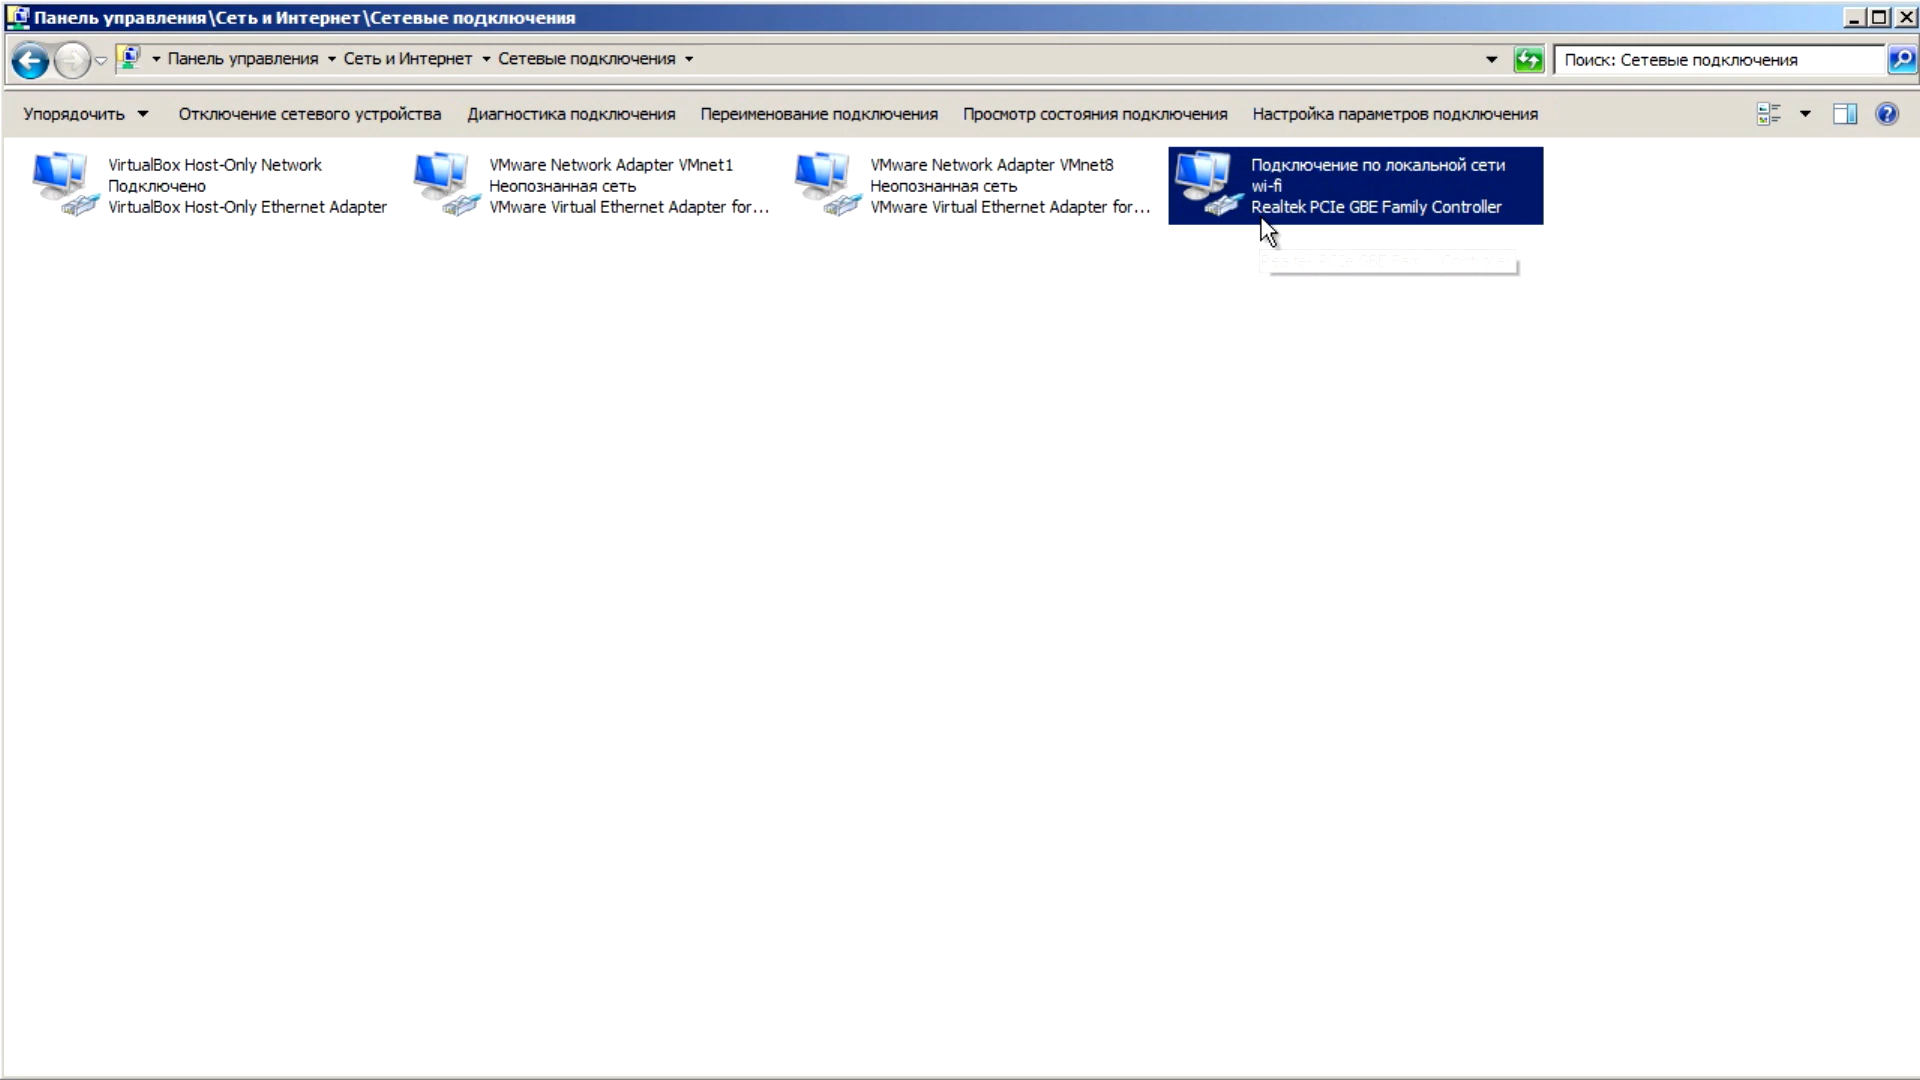 Панель управления\Сеть и Интернет\Сетевые подключения
Панель управления Сеть и Интернет Сетевые подключения
Поиск: Сетевые подключения
Упорядочить Отключение сетевого устройства Диагностика подключения Переименование подключения Просмотр состояния подключения Настройка параметров подключения
VirtualBox Host-Only Network
Подключено
VirtualBox Host-Only Ethernet Adapter
VMware Network Adapter VMnet1
Неопознанная сеть
VMware Virtual Ethernet Adapter for...
VMware Network Adapter VMnet8
Неопознанная сеть
VMware Virtual Ethernet Adapter for...
Подключение по локальной сети
wi-fi
Realtek PCIe GBE Family Controller